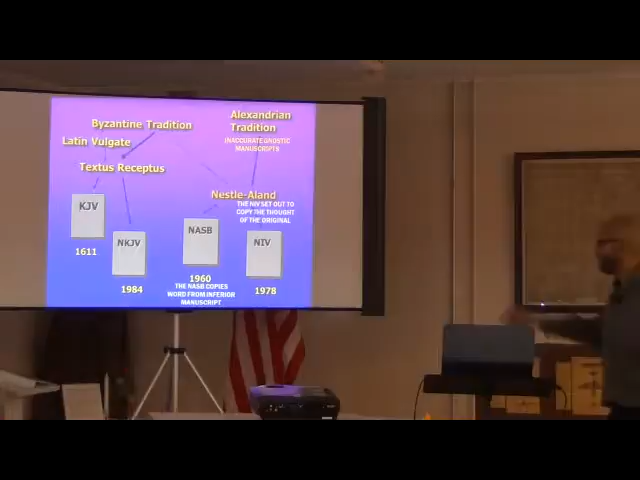 Byzantine Tradition
Alexandrian
Tradition
INACCURATE GNOSTIC
MANUSCRIPTS
Latin Vulgate
Textus Receptus
Nestle-Aland
THE NIV SET OUT TO
COPY THE THOUGHT
OF THE ORIGINAL
KJV
1611
NKJV
1984
NASB
1960
THE NASB COPIES
WORD FROM INFERIOR
MANUSCRIPT
NIV
1978